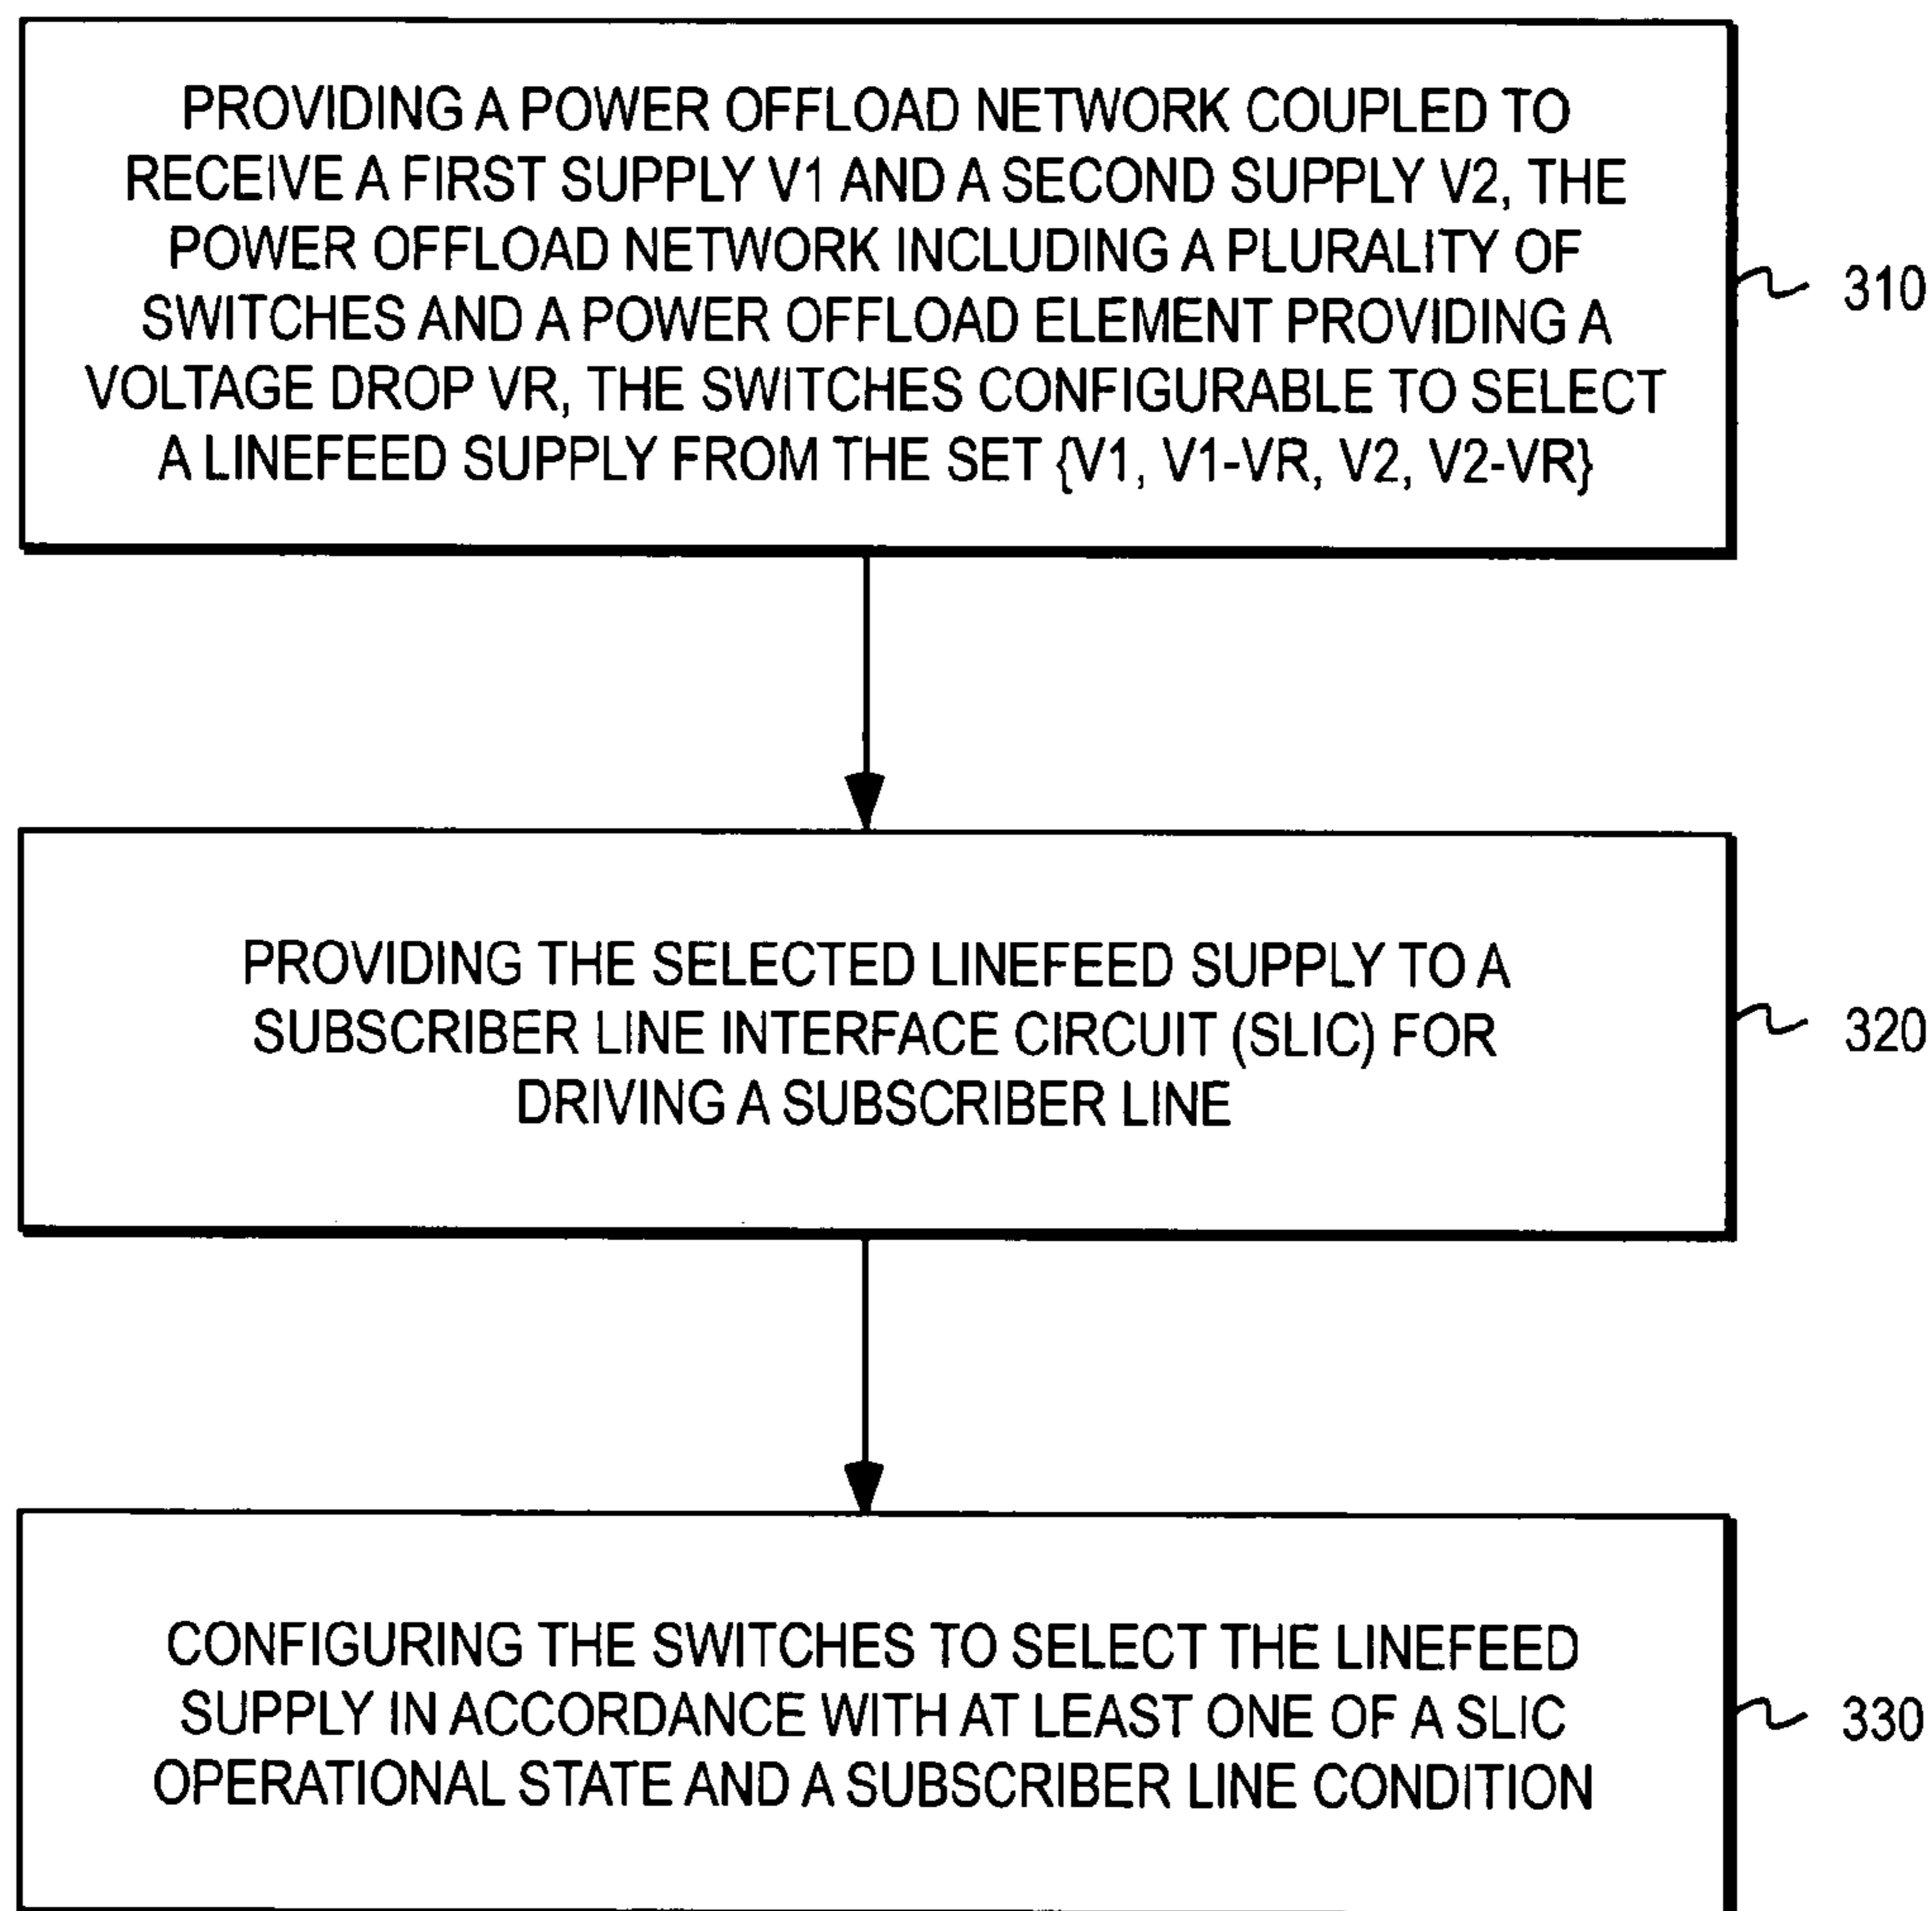 PROVIDING A POWER OFFLOAD NETWORK COUPLED TO
RECEIVE A FIRST SUPPLY V1 AND A SECOND SUPPLY V2, THE
POWER OFFLOAD NETWORK INCLUDING A PLURALITY OF
SWITCHES AND A POWER OFFLOAD ELEMENT PROVIDING A
VOLTAGE DROP VR, THE SWITCHES CONFIGURABLE TO SELECT
A LINEFEED SUPPLY FROM THE SET {V1, V1-VR, V2, V2-VR}
310
PROVIDING THE SELECTED LINEFEED SUPPLY TO A
SUBSCRIBER LINE INTERFACE CIRCUIT (SLIC) FOR
DRIVING A SUBSCRIBER LINE
320
CONFIGURING THE SWITCHES TO SELECT THE LINEFEED
SUPPLY IN ACCORDANCE WITH AT LEAST ONE OF A SLIC
OPERATIONAL STATE AND A SUBSCRIBER LINE CONDITION
330